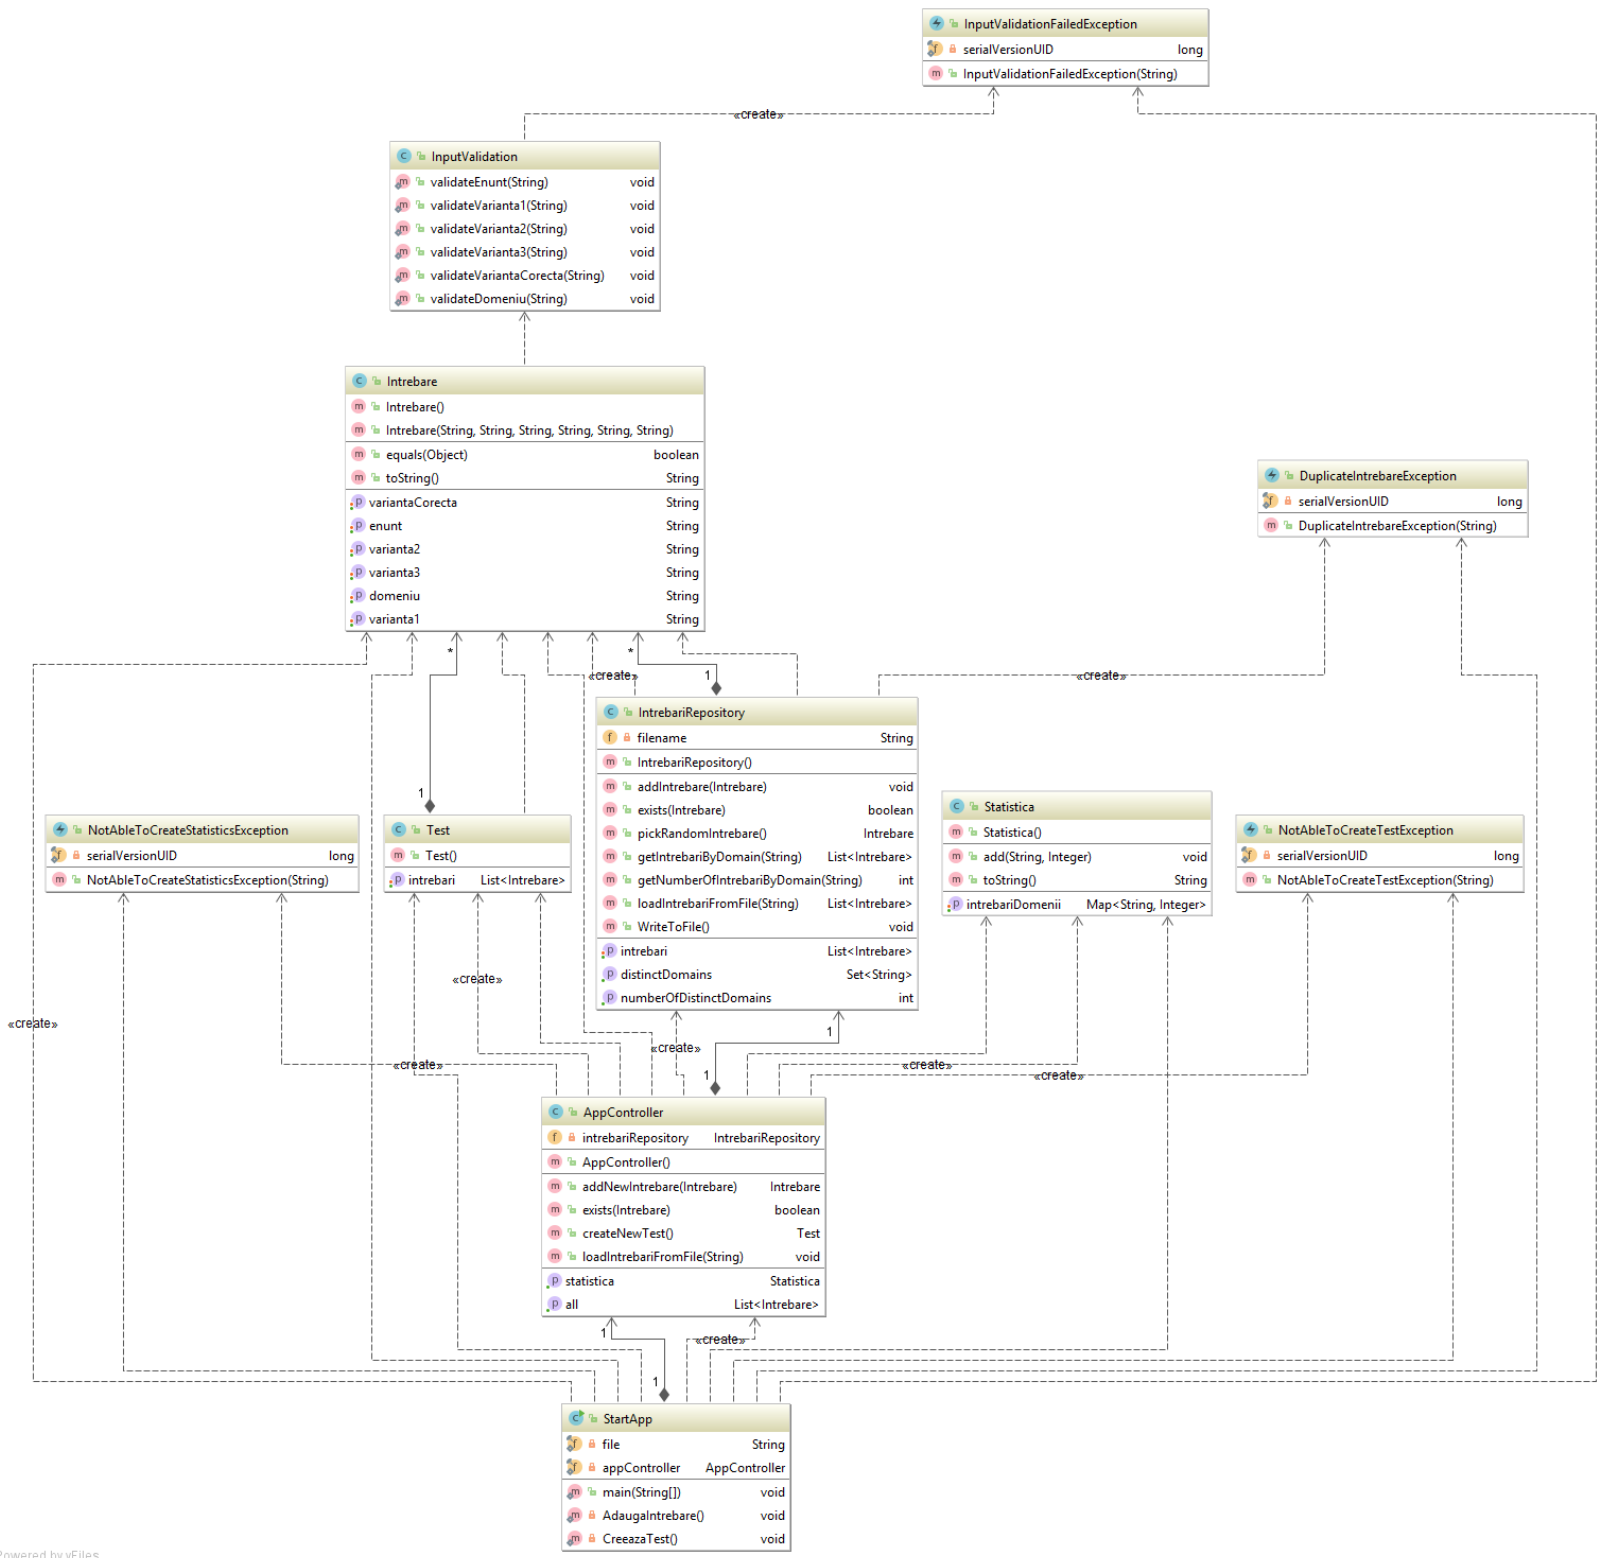 InputValidationFailedException
serialVersionUID long
InputValidationFailedException(String)
«create»
InputValidation
validateEnunt(String) void
validateVarianta1(String) void
validateVarianta2(String) void
validateVarianta3(String) void
validateVariantaCorecta(String) void
validateDomeniu(String) void
Intrebare
Intrebare()
Intrebare(String, String, String, String, String, String)
equals(Object) boolean
toString() String
variantaCorecta String
enunt String
varianta2 String
varianta3 String
domeniu String
varianta1 String
DuplicateIntrebareException
serialVersionUID long
DuplicateIntrebareException(String)
* *
«create» 1 «create»
IntrebariRepository
filename String
IntrebariRepository()
addIntrebare(Intrebare) void
exists(Intrebare) boolean
pickRandomIntrebare() Intrebare
getIntrebariByDomain(String) List<Intrebare>
getNumberOfIntrebariByDomain(String) int
loadIntrebariFromFile(String) List<Intrebare>
WriteToFile() void
intrebari List<Intrebare>
distinctDomains Set<String>
numberOfDistinctDomains int
1
NotAbleToCreateStatisticsException
serialVersionUID long
NotAbleToCreateStatisticsException(String)
Test
Test()
intrebari List<Intrebare>
Statistica
Statistica()
add(String, Integer) void
toString() String
intrebariDomenii Map<String, Integer>
NotAbleToCreateTestException
serialVersionUID long
NotAbleToCreateTestException(String)
«create»
«create»
1
«create»
«create» «create»
1 «create»
AppController
intrebariRepository IntrebariRepository
AppController()
addNewIntrebare(Intrebare) Intrebare
exists(Intrebare) boolean
createNewTest() Test
loadIntrebariFromFile(String) void
statistica Statistica
all List<Intrebare>
1 «create»
1
StartApp
file String
appController AppController
main(String[]) void
AdaugaIntrebare() void
CreeazaTest() void
Powered by yFiles